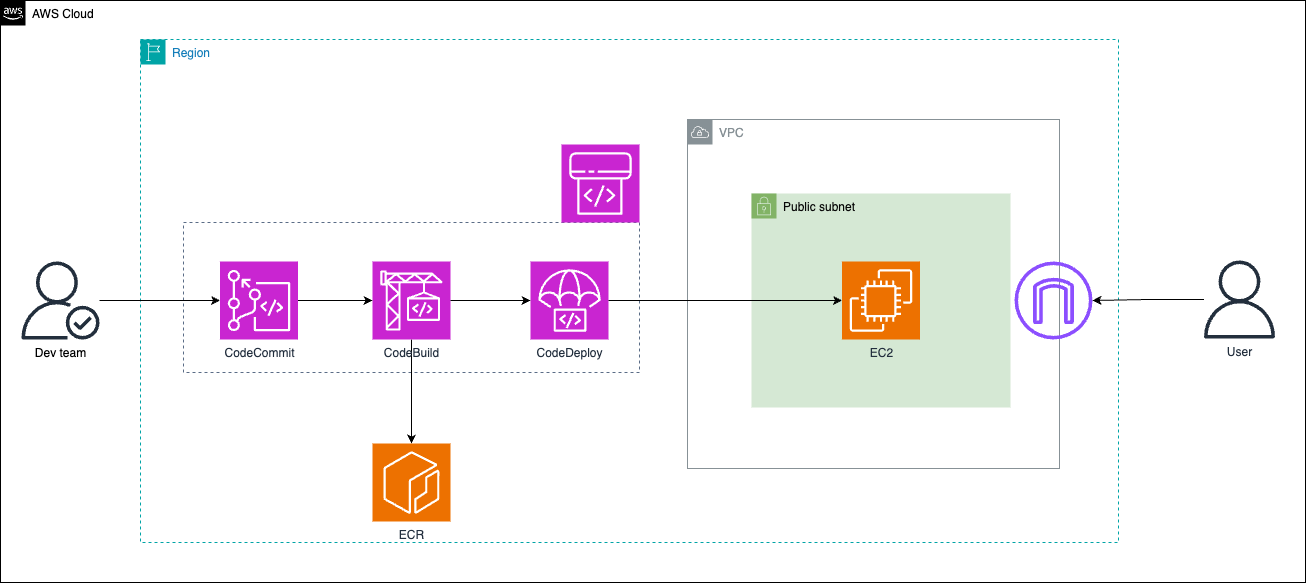 aws
AWS Cloud
Region
VPC
Public subnet
Dev team
CodeCommit
CodeBuild
CodeDeploy
EC2
User
ECR